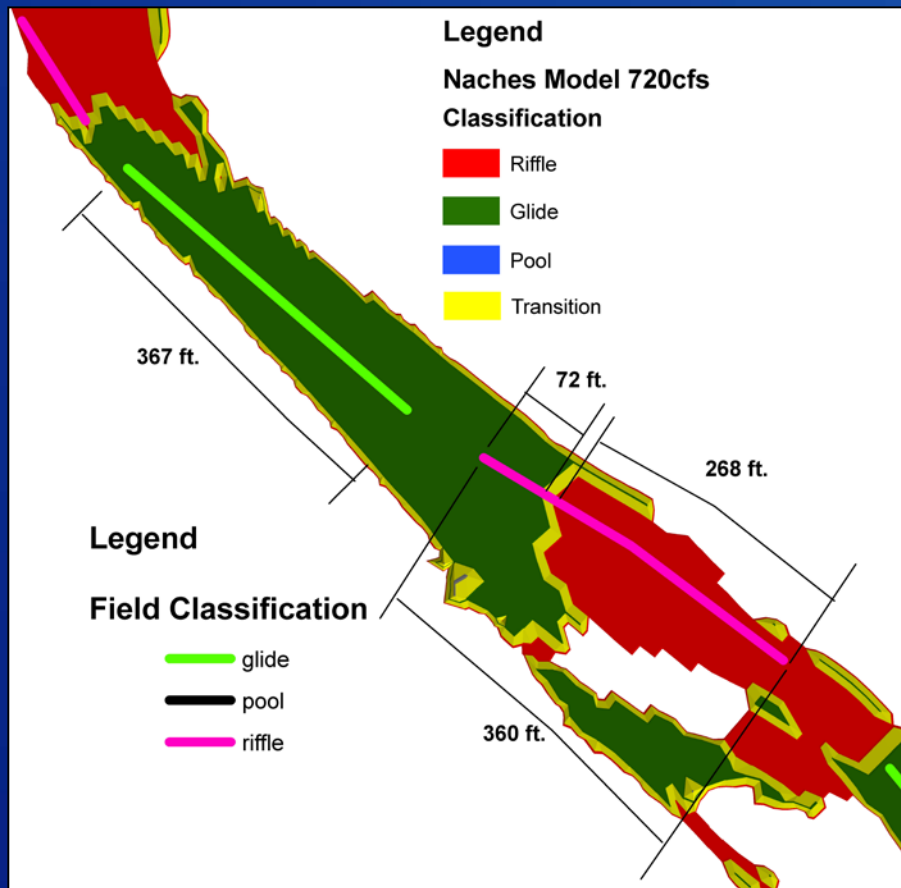 Legend
Naches Model 720cfs
Classification
Riffle
Glide
Pool
Transition
367 ft.
72 ft.
268 ft.
Legend
Field Classification
glide
pool
riffle
360 ft.